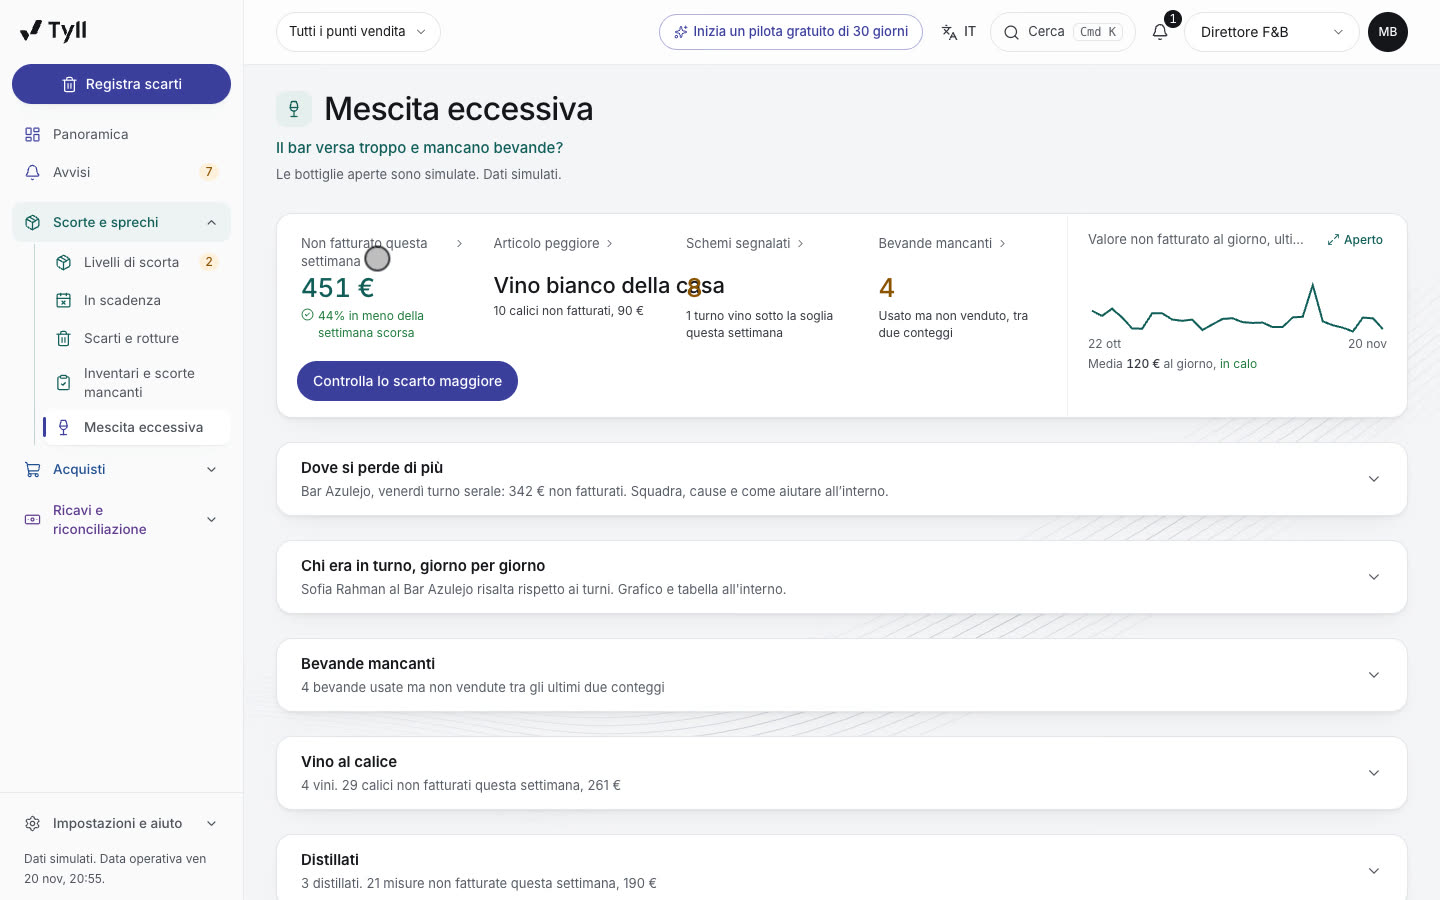 Tyll
Registra scarti
Panoramica
Avvisi
7
Scorte e sprechi
Livelli di scorta
2
In scadenza
Scarti e rotture
Inventari e scorte
mancanti
Mescita eccessiva
Acquisti
Ricavi e
riconciliazione
Impostazioni e aiuto
Dati simulati. Data operativa ven
20 nov, 20:55.
Tutti i punti vendita
Inizia un pilota gratuito di 30 giorni
IT
Cerca
Cmd K
1
Direttore F&B
MB
Mescita eccessiva
Il bar versa troppo e mancano bevande?
Le bottiglie aperte sono simulate. Dati simulati.
Non fatturato questa
settimana
451 €
44% in meno della
settimana scorsa
Articolo peggiore
Vino bianco della casa
10 calici non fatturati, 90 €
Schemi segnalati
8
1 turno vino sotto la soglia
questa settimana
Bevande mancanti
4
Usato ma non venduto, tra
due conteggi
Controlla lo scarto maggiore
Valore non fatturato al giorno, ulti...
Aperto
22 ott
20 nov
Media 120 € al giorno, in calo
Dove si perde di più
Bar Azulejo, venerdì turno serale: 342 € non fatturati. Squadra, cause e come aiutare all’interno.
Chi era in turno, giorno per giorno
Sofia Rahman al Bar Azulejo risalta rispetto ai turni. Grafico e tabella all'interno.
Bevande mancanti
4 bevande usate ma non vendute tra gli ultimi due conteggi
Vino al calice
4 vini. 29 calici non fatturati questa settimana, 261 €
Distillati
3 distillati. 21 misure non fatturate questa settimana, 190 €